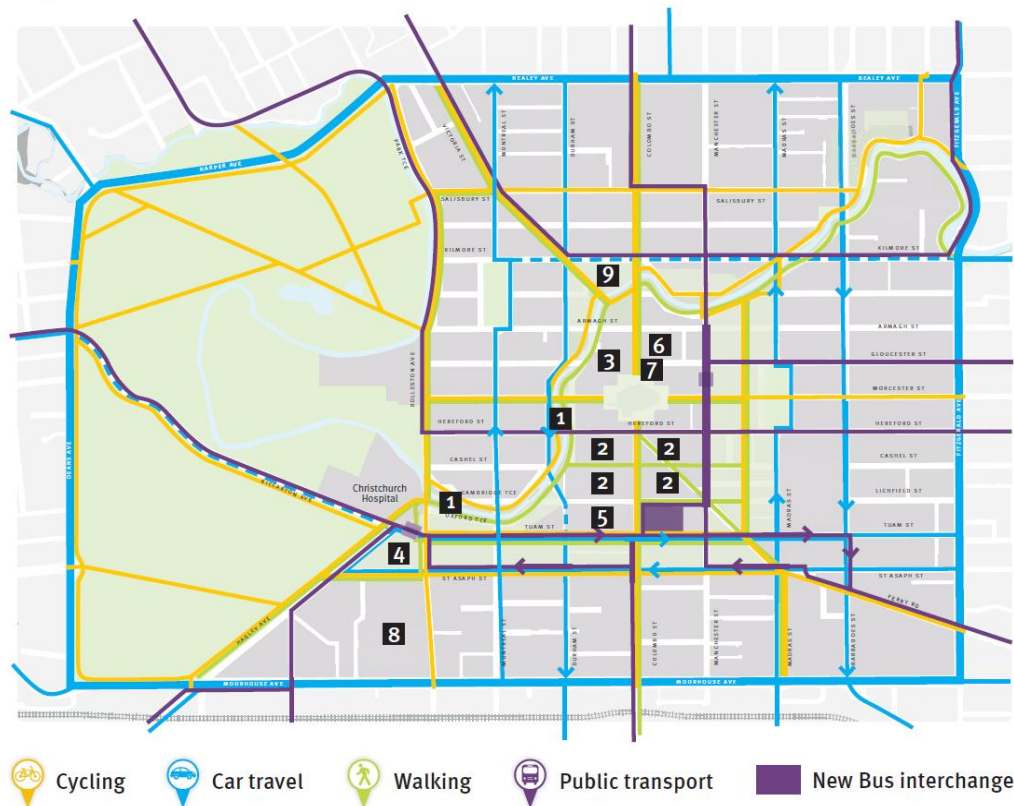 BEALEY AVE
BEALEY AVE
FITZGERALD AVE
HARPER AVE
PARK TCE
VICTORIA ST
MONTREAL ST
DURHAM ST
COLOMBO ST
MANCHESTER ST
MADRAS ST
BARBADOES ST
SALISBURY ST
SALISBURY ST
KILMORE ST
KILMORE ST
9
ARMAGH ST
ARMAGH ST
6
3
7
GLOUCESTER ST
ROLLESTON AVE
WORCESTER ST
1
HEREFORD ST
HEREFORD ST
HEREFORD ST
FITZGERALD AVE
DEANS AVE
2
2
CASHEL ST
CASHEL ST
RICCARTON AVE
Christchurch
Hospital
CAMBRIDGE TCE
2
2
LICHFIELD ST
1
OXFORD TCE
MADRAS ST
5
TUAM ST
TUAM ST
4
ST ASAPH ST
ST ASAPH ST
FERRY RD
HAGLEY AVE
8
MONTREAL ST
DURHAM ST
COLOMBO ST
MANCHESTER ST
MADRAS ST
BARBADOES ST
MOORHOUSE AVE
MOORHOUSE AVE
Cycling
Car travel
Walking
Public transport
New Bus interchange